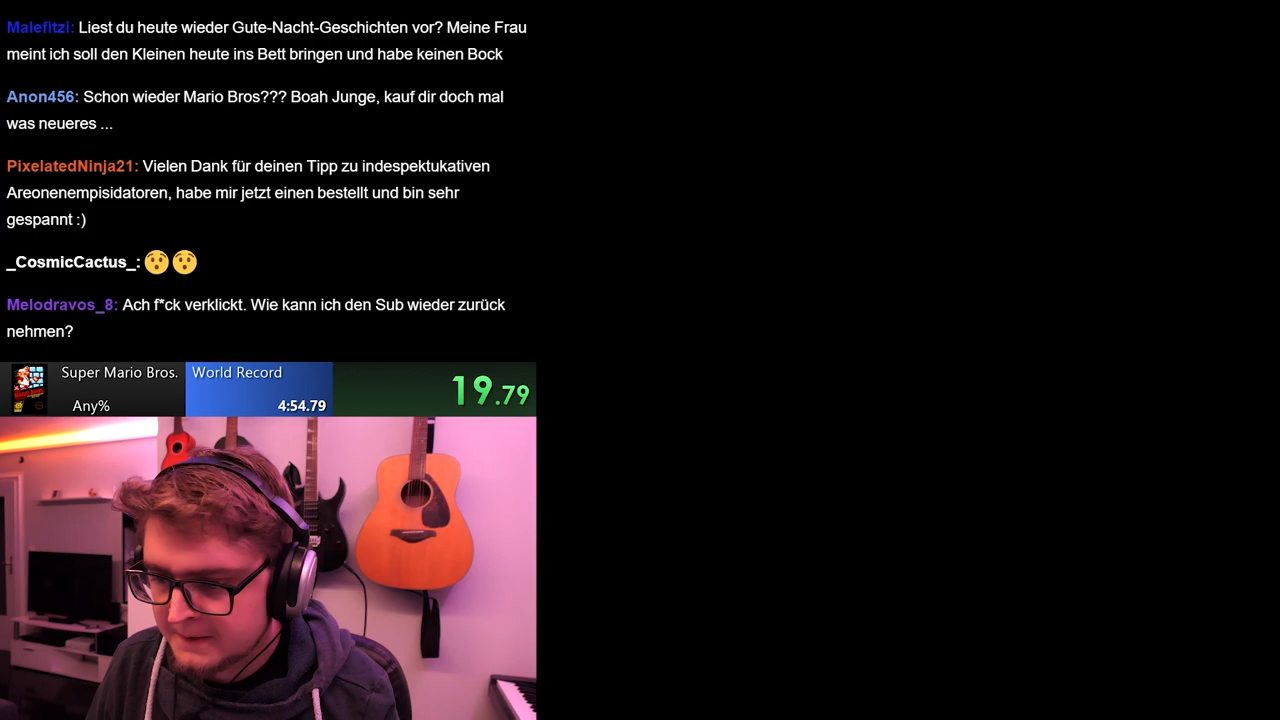 Malefitzi: Liest du heute wieder Gute-Nacht-Geschichten vor? Meine Frau
meint ich soll den Kleinen heute ins Bett bringen und habe keinen Bock
Anon456: Schon wieder Mario Bros??? Boah Junge, kauf dir doch mal
was neueres ...
PixelatedNinja21: Vielen Dank für deinen Tipp zu indespektukativen
Areonenempisidatoren, habe mir jetzt einen bestellt und bin sehr
gespannt :)
_CosmicCactus_: 😯😯
Melodravos_8: Ach f*ck verklickt. Wie kann ich den Sub wieder zurück
nehmen?
Super Mario Bros.
Any%
World Record
4:54.79
19.79